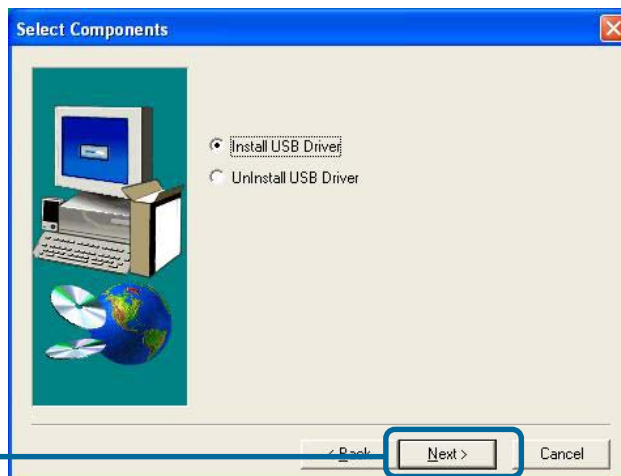 Select Components
Install USB Driver
UnInstall USB Driver
< Back Next > Cancel